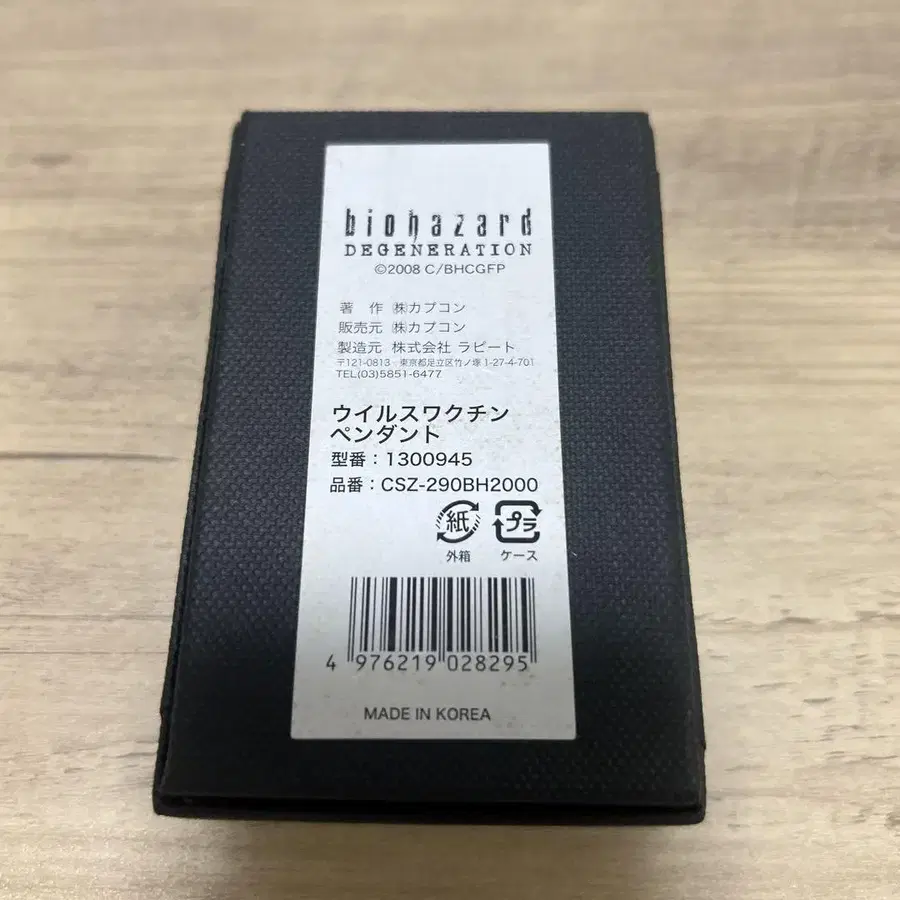 biohazard
DEGENERATION
©2008 C/BHCGFP
著 作 ㈱カプコン
販売元 ㈱カプコン
製造元 株式会社 ラピート
〒121-0813 東京都足立区竹ノ塚1-27-4-701
TEL(03)5851-6477
ウイルスワクチン
ペンダント
型番：1300945
品番：CSZ-290BH2000
紙 プラ
外箱 ケース
4 976219 028295
MADE IN KOREA